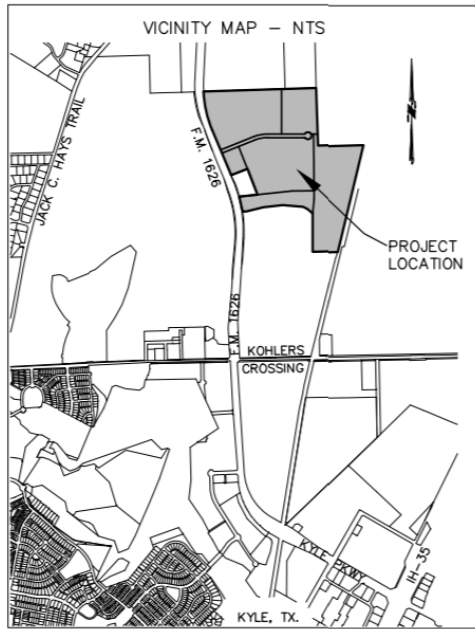 VICINITY MAP – NTS
N
JACK C. HAYS TRAIL
F.M. 1626
PROJECT
LOCATION
F.M. 1626
KOHLERS
CROSSING
KYLE PKWY
IH-35
KYLE, TX.